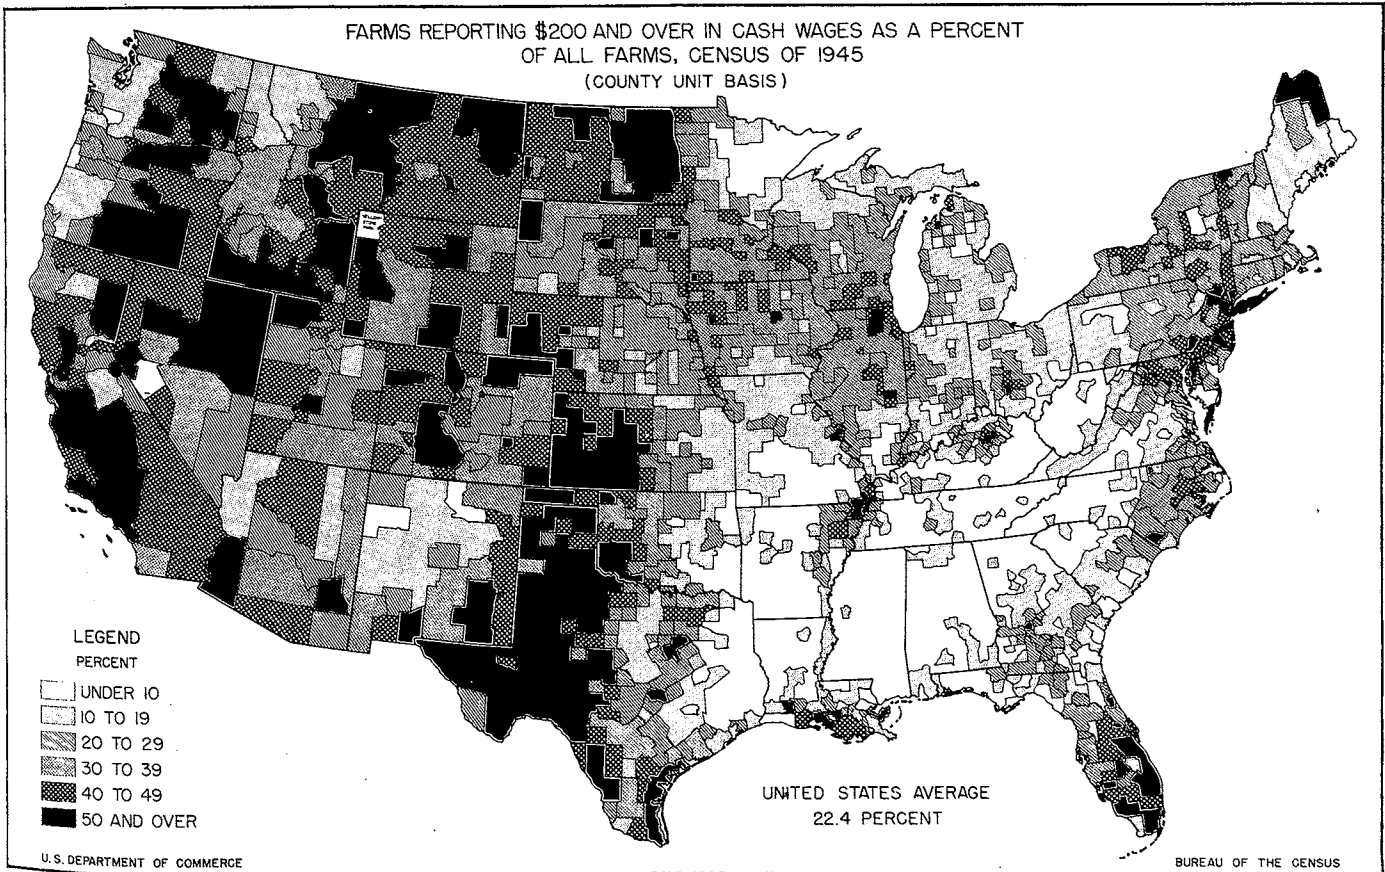 FARMS REPORTING $200 AND OVER IN CASH WAGES AS A PERCENT
OF ALL FARMS, CENSUS OF 1945
(COUNTY UNIT BASIS)
LEGEND
PERCENT
UNDER 10
10 TO 19
20 TO 29
30 TO 39
40 TO 49
50 AND OVER
UNITED STATES AVERAGE
22.4 PERCENT
U.S. DEPARTMENT OF COMMERCE
BUREAU OF THE CENSUS